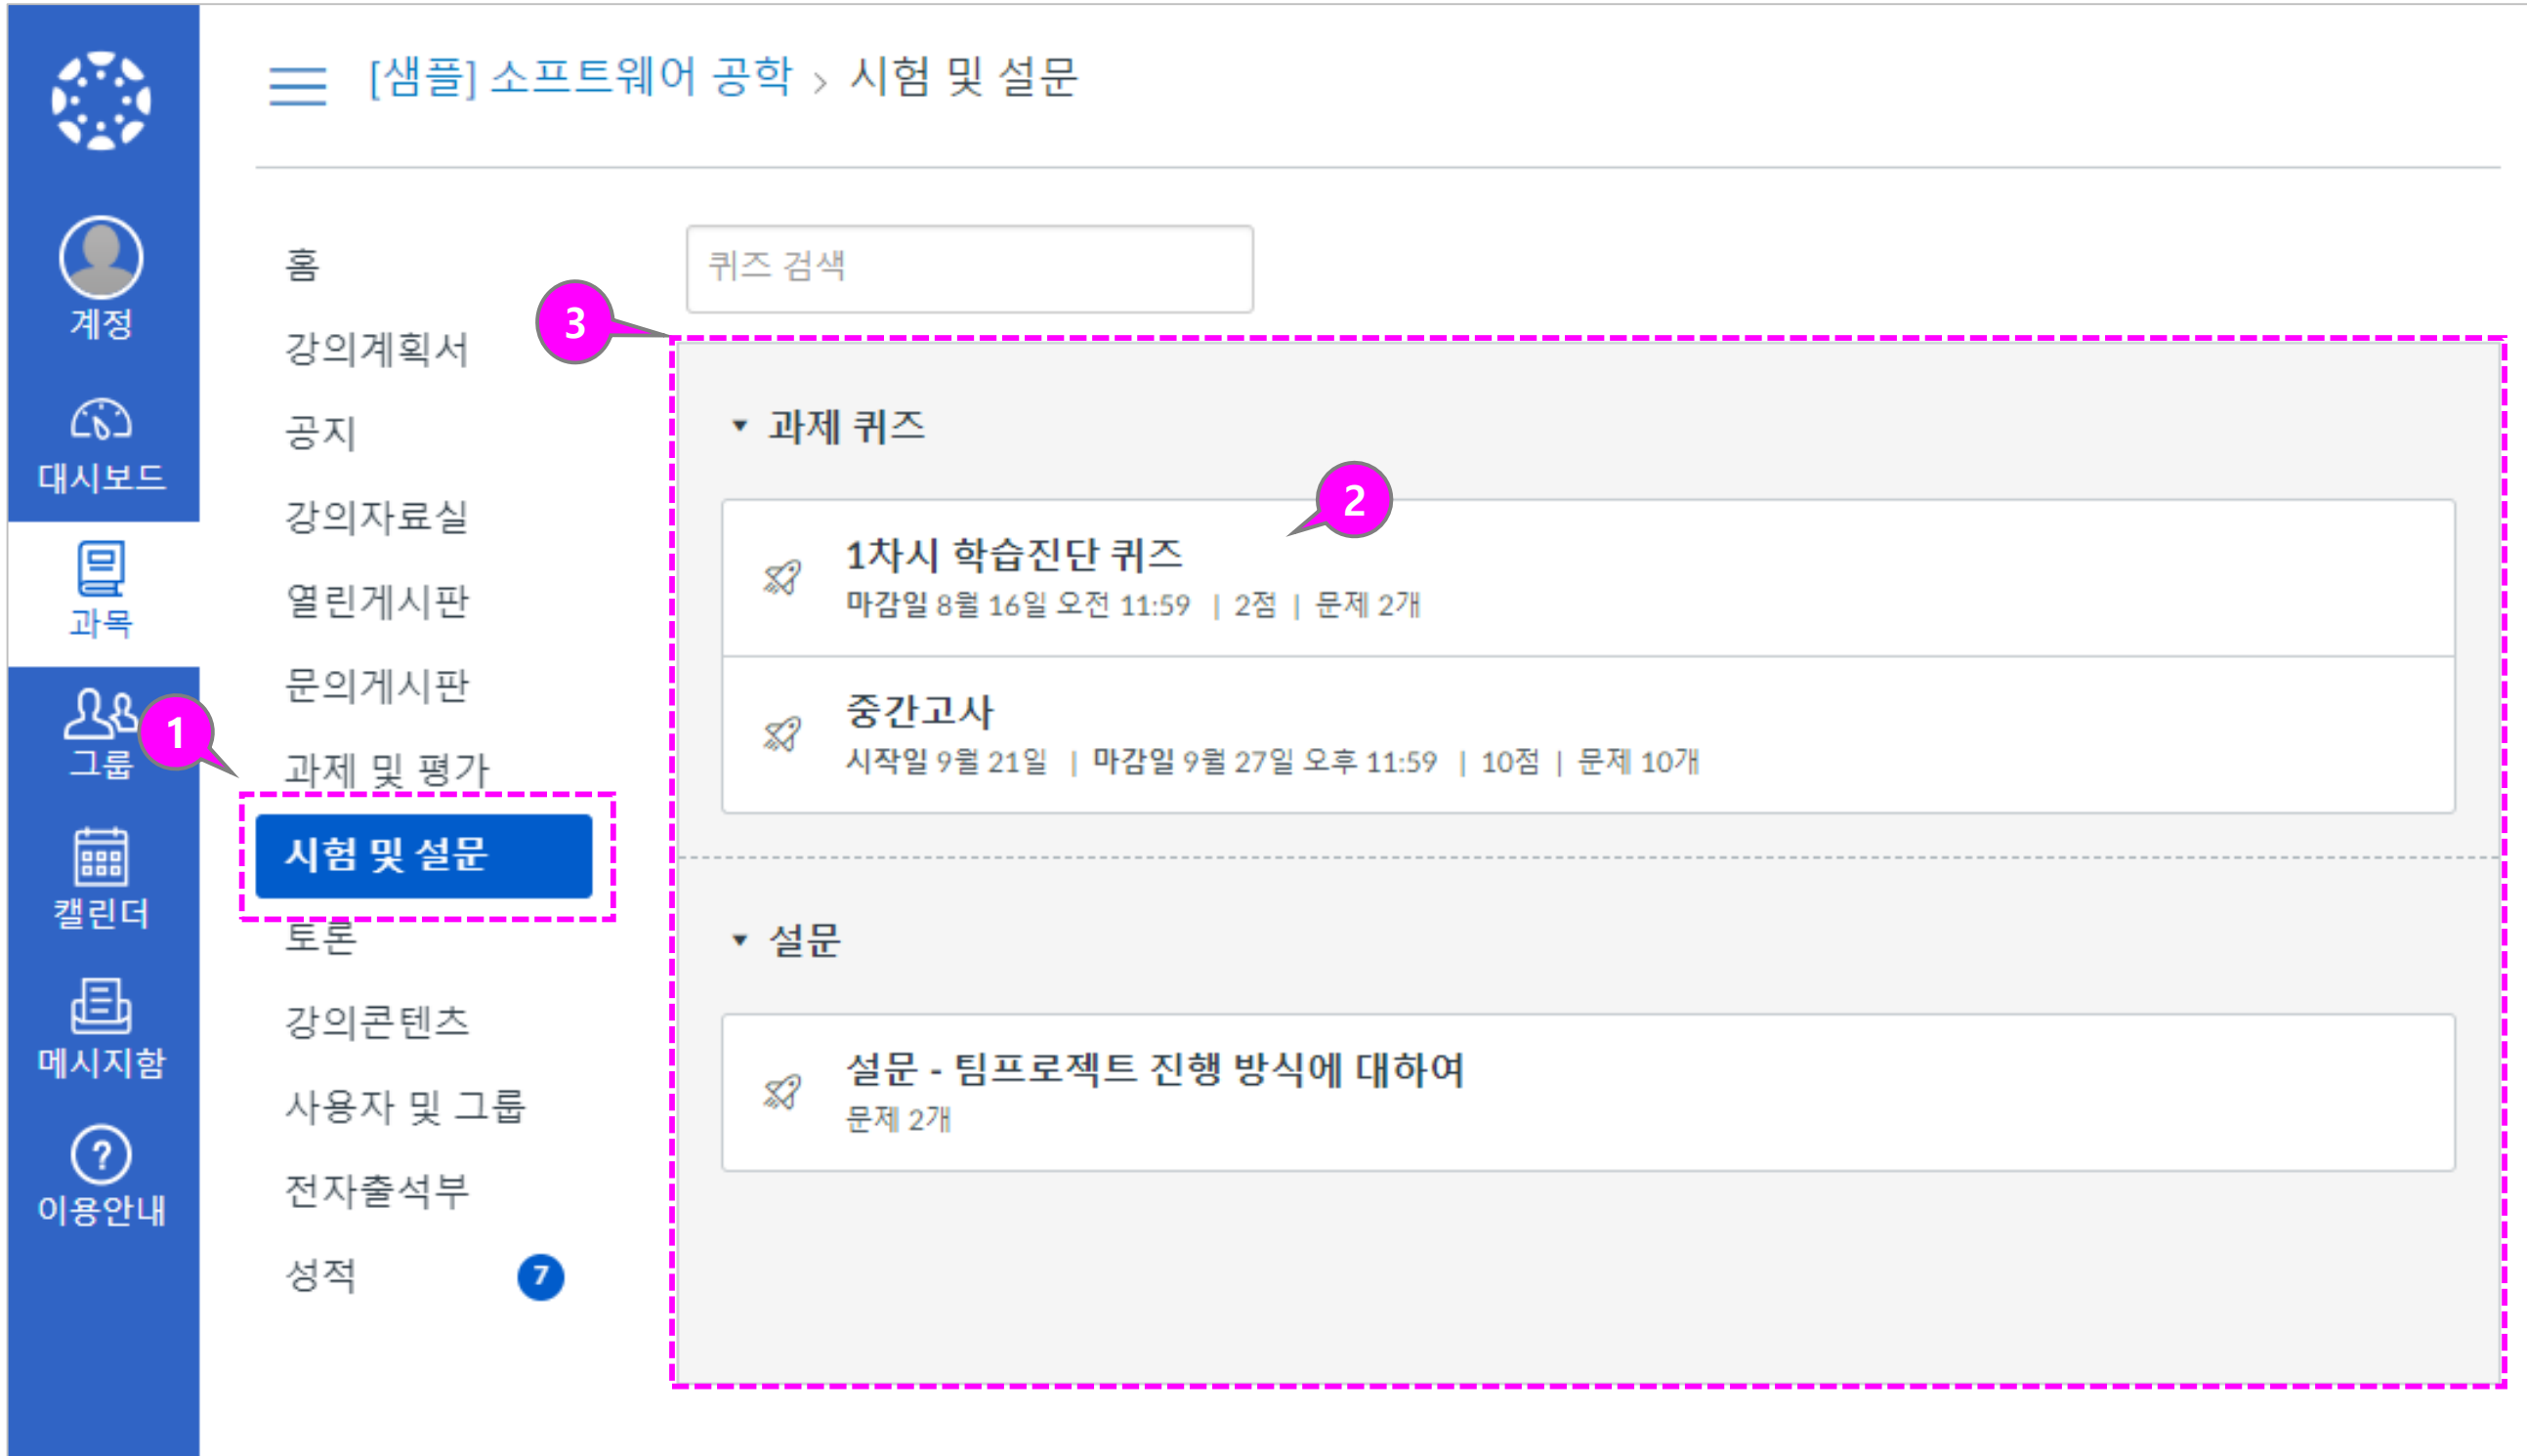 [샘플] 소프트웨어 공학 › 시험 및 설문
계정
대시보드
과목
그룹
캘린더
메시지함
이용안내
홈
강의계획서
공지
강의자료실
열린게시판
문의게시판
과제 및 평가
시험 및 설문
토론
강의콘텐츠
사용자 및 그룹
전자출석부
성적 7
1
퀴즈 검색
3
과제 퀴즈
2
1차시 학습진단 퀴즈
마감일 8월 16일 오전 11:59 | 2점 | 문제 2개
중간고사
시작일 9월 21일 | 마감일 9월 27일 오후 11:59 | 10점 | 문제 10개
설문
설문 - 팀프로젝트 진행 방식에 대하여
문제 2개